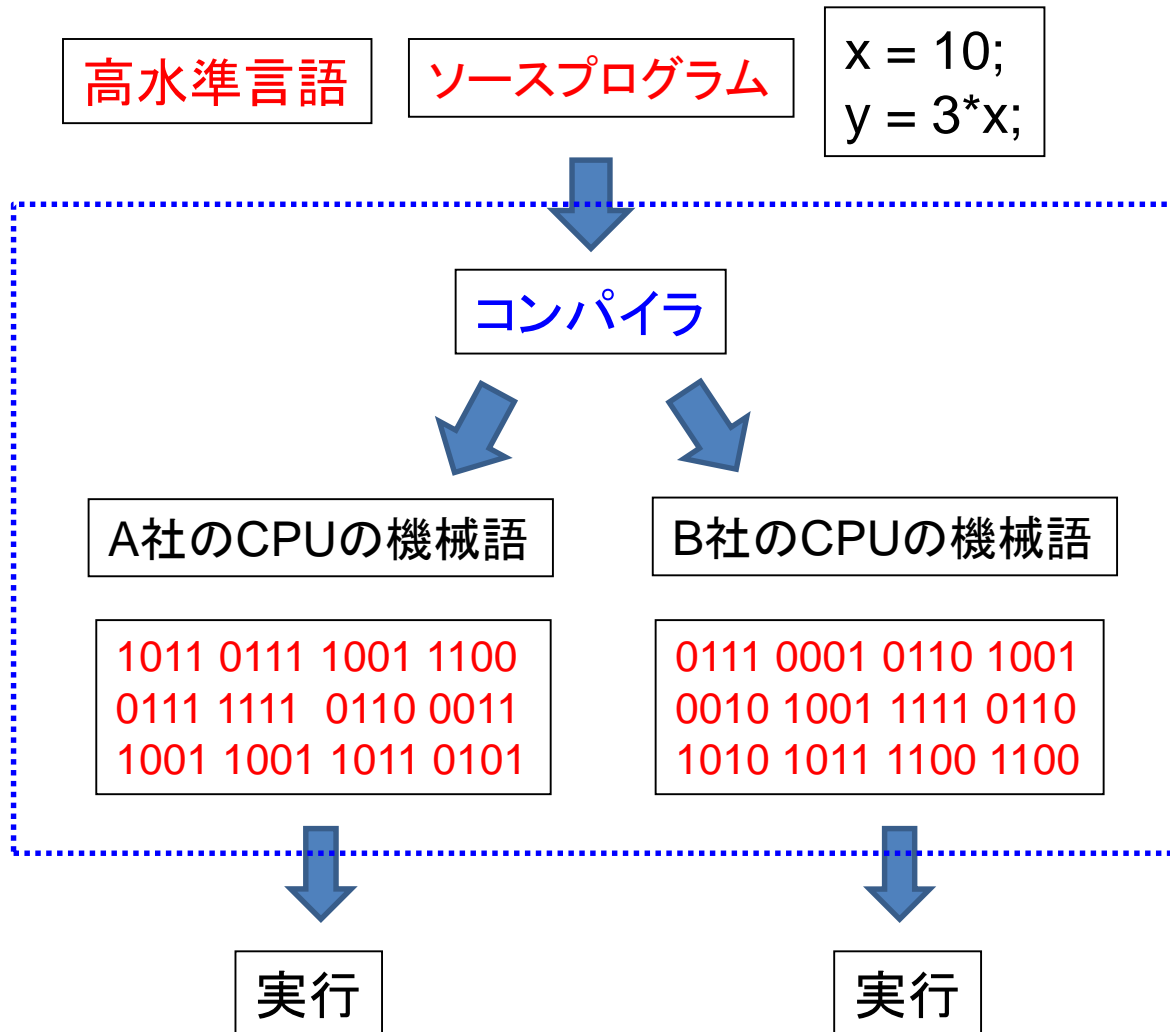 高水準言語
ソースプログラム
x = 10;
y = 3*x;
コンパイラ
A社のCPUの機械語
B社のCPUの機械語
1011 0111 1001 1100
0111 1111 0110 0011
1001 1001 1011 0101
0111 0001 0110 1001
0010 1001 1111 0110
1010 1011 1100 1100
実行
実行